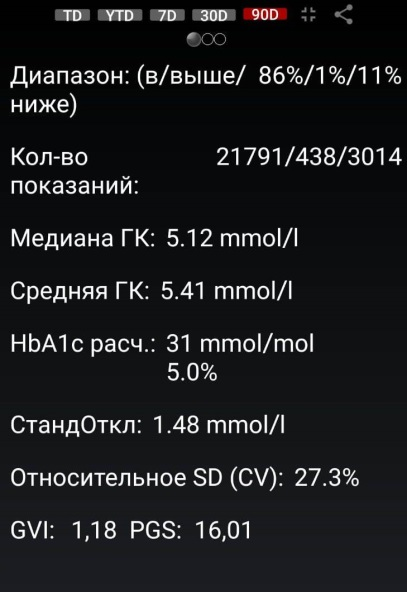 TD YTD 7D 30D 90D
Диапазон: (в/выше/ 86%/1%/11%
ниже)
Кол-во 21791/438/3014
показаний:
Медиана ГК: 5.12 mmol/l
Средняя ГК: 5.41 mmol/l
HbA1c расч.: 31 mmol/mol
5.0%
СтандОткл: 1.48 mmol/l
Относительное SD (CV): 27.3%
GVI: 1,18 PGS: 16,01